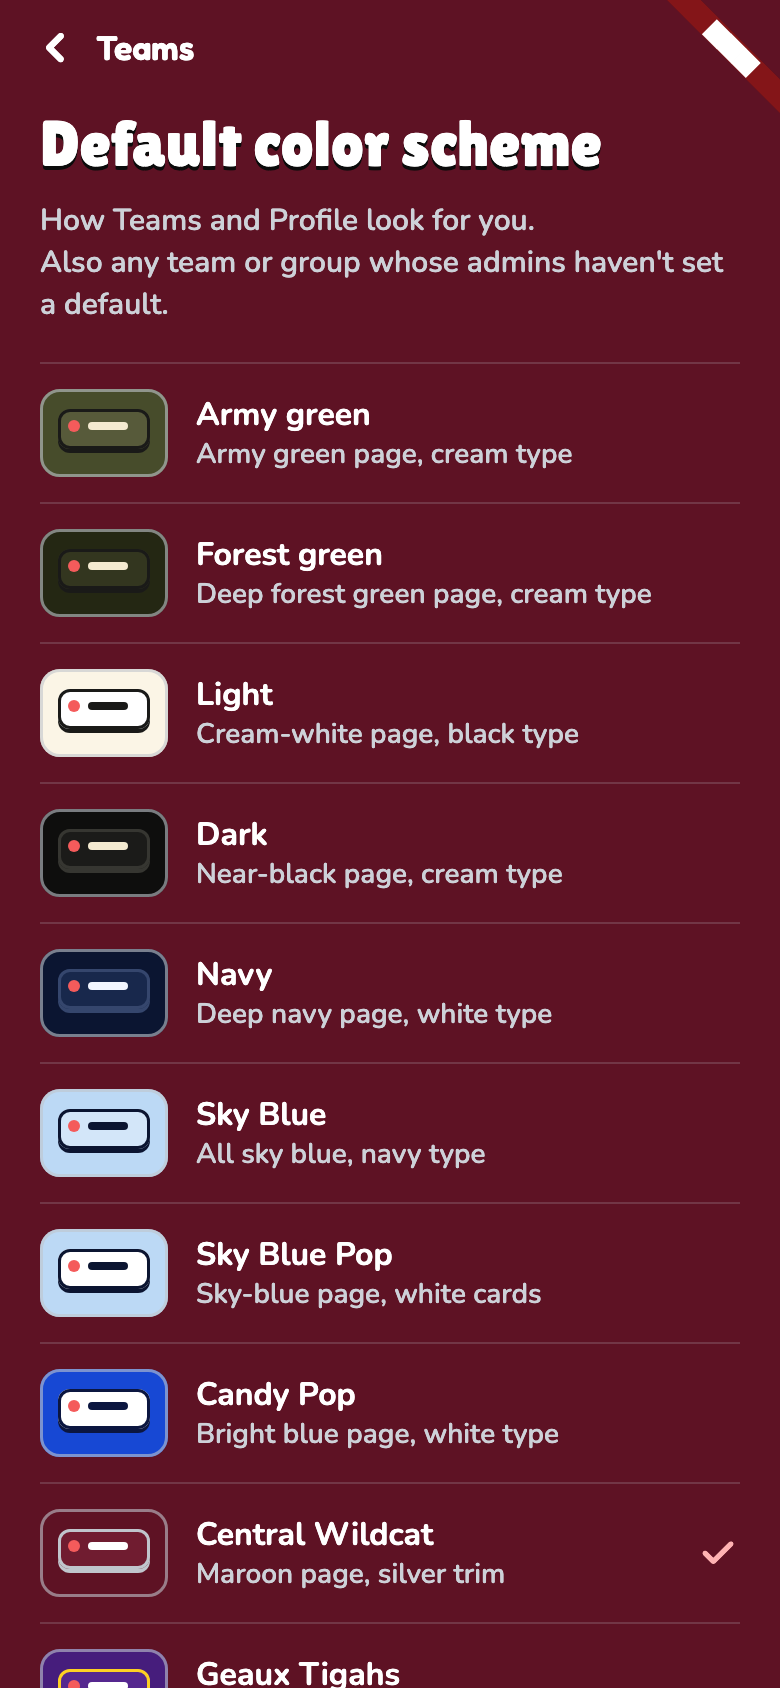 Teams
Default color scheme
How Teams and Profile look for you.
Also any team or group whose admins haven't set
a default.
Army green
Army green page, cream type
Forest green
Deep forest green page, cream type
Light
Cream-white page, black type
Dark
Near-black page, cream type
Navy
Deep navy page, white type
Sky Blue
All sky blue, navy type
Sky Blue Pop
Sky-blue page, white cards
Candy Pop
Bright blue page, white type
Central Wildcat
Maroon page, silver trim
Geaux Tigahs